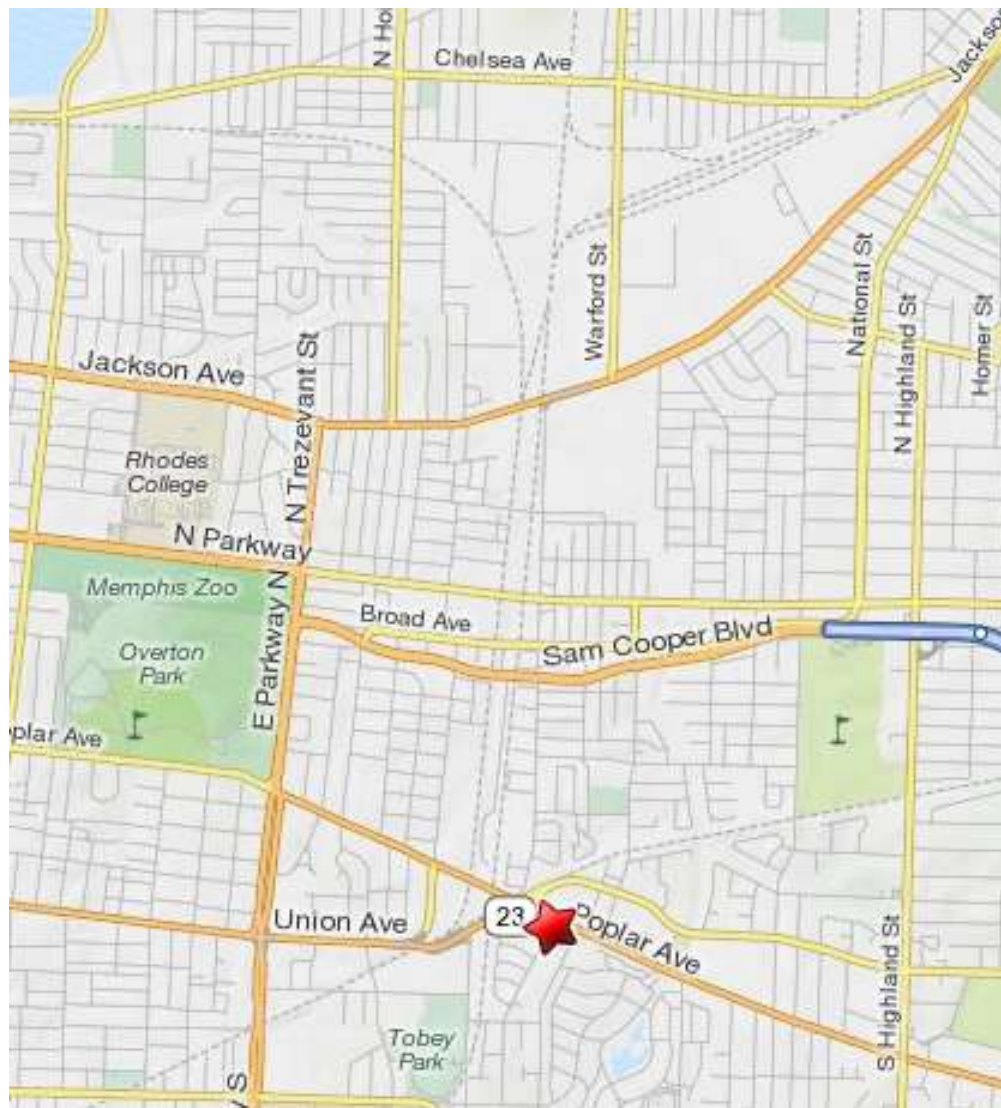 N Ho
Chelsea Ave
Jackso
Warford St
National St
N Highland St
Homer St
Jackson Ave
N Trezevant St
Rhodes
College
N Parkway
Memphis Zoo
Broad Ave
Sam Cooper Blvd
Overton
Park
E Parkway N
plar Ave
Union Ave
23
Poplar Ave
S Highland St
Tobey
Park
S